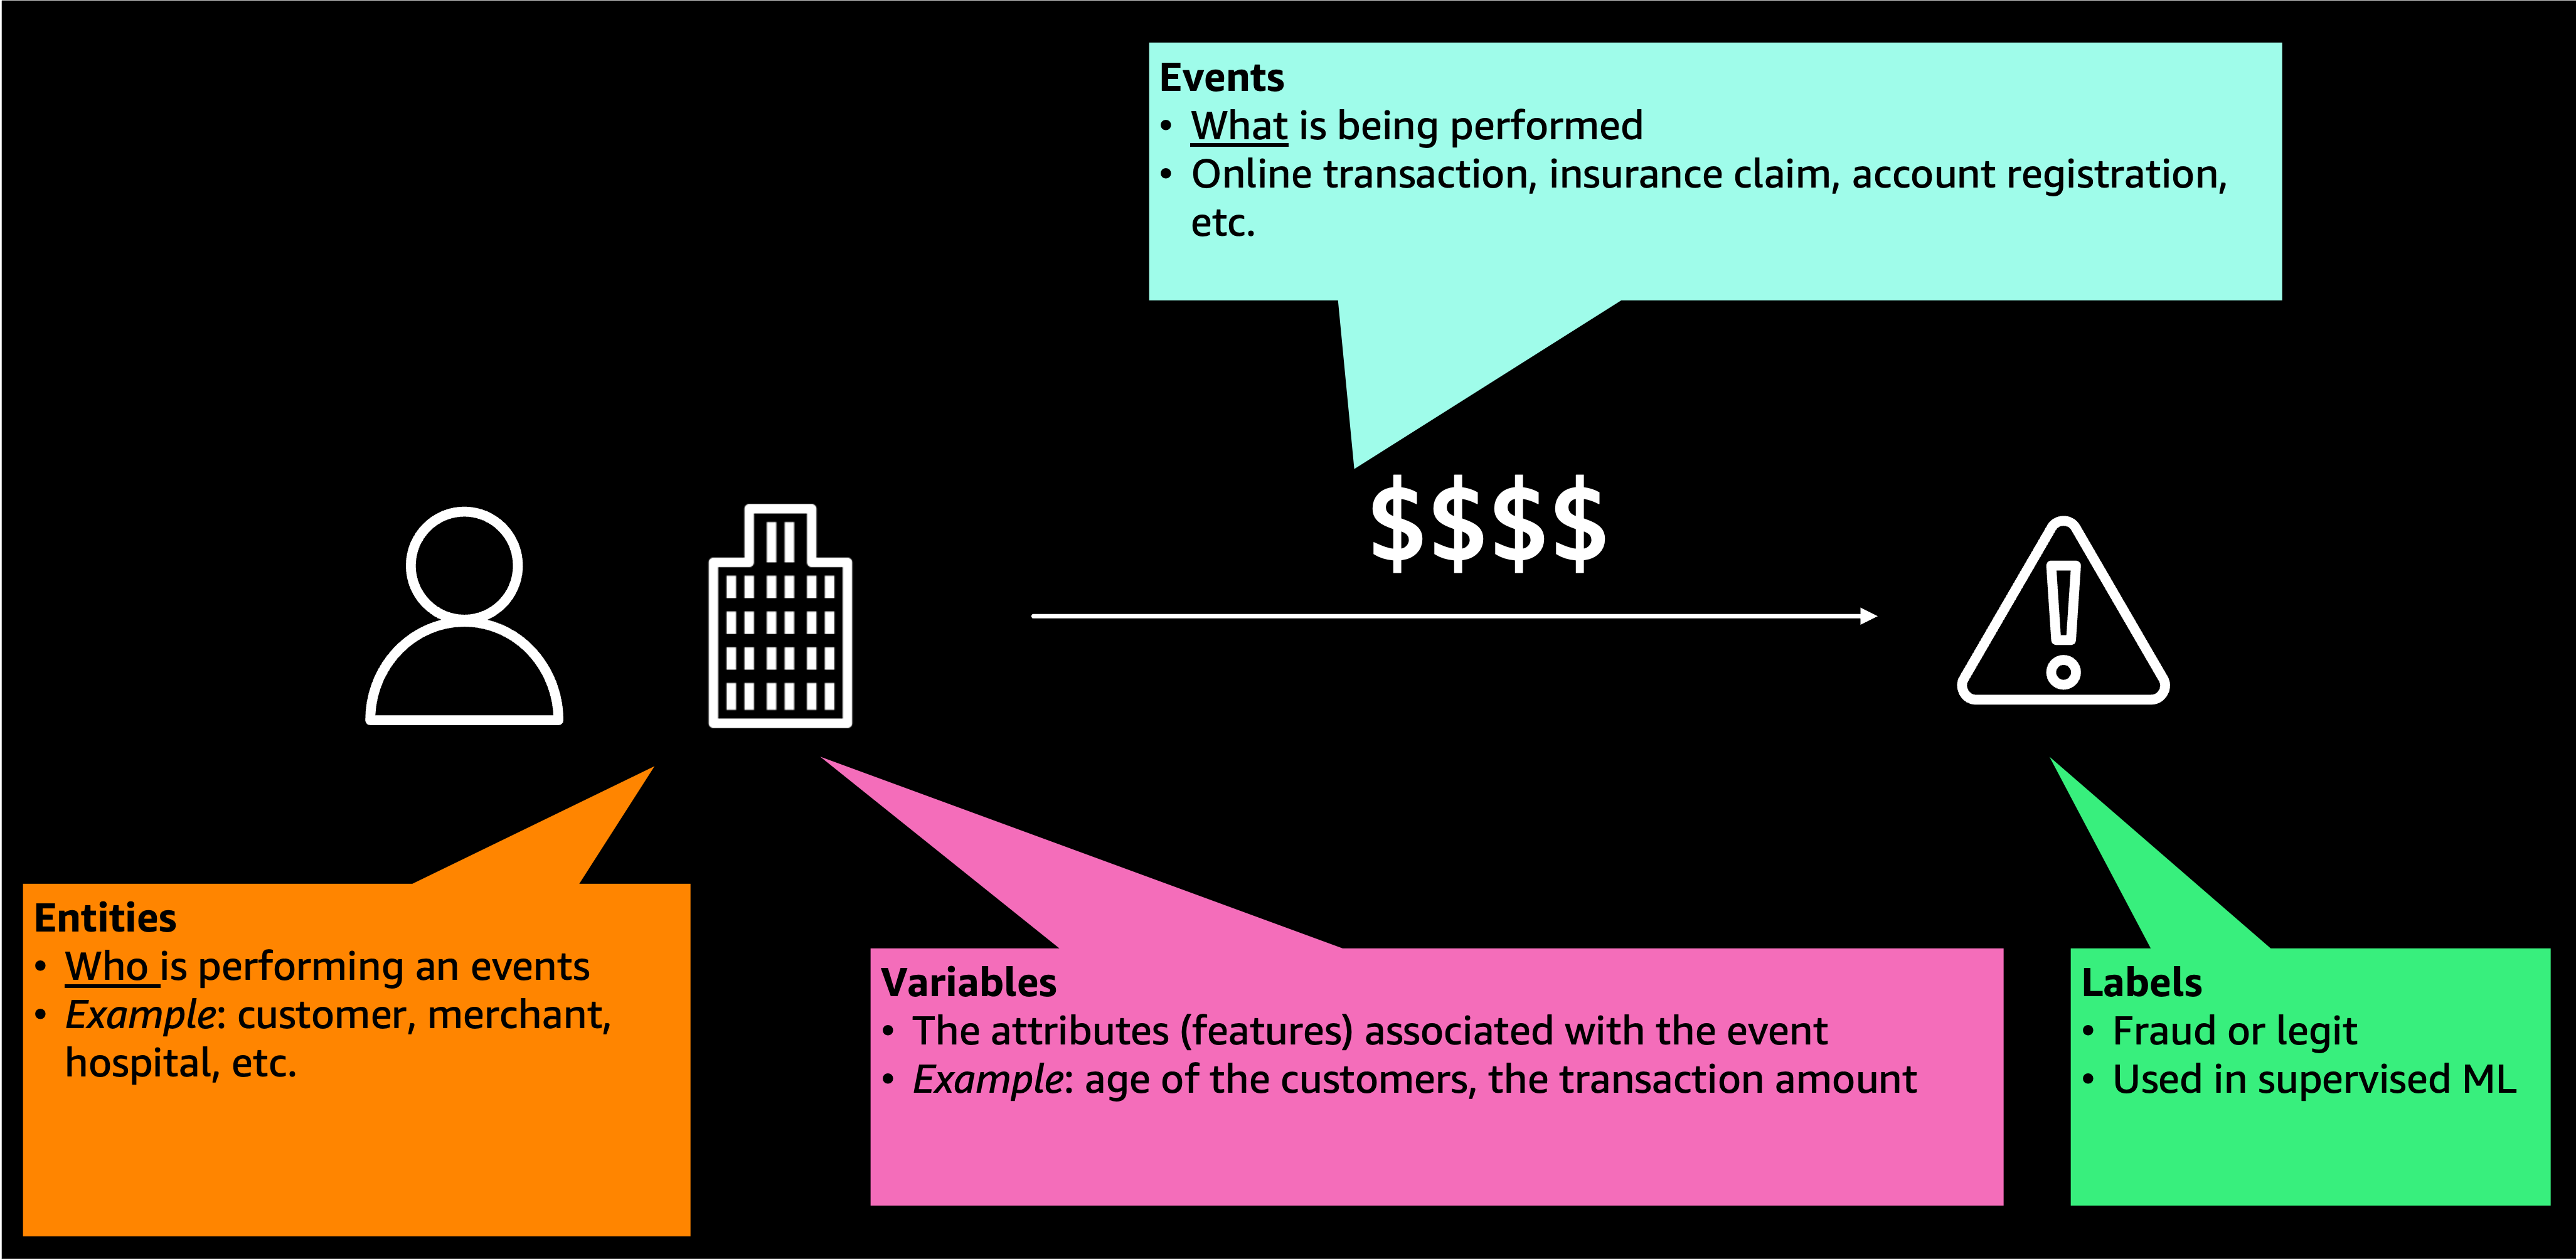 Events
• What is being performed
• Online transaction, insurance claim, account registration,
etc.
$$$$
Entities
• Who is performing an events
• Example: customer, merchant,
hospital, etc.
Variables
• The attributes (features) associated with the event
• Example: age of the customers, the transaction amount
Labels
• Fraud or legit
• Used in supervised ML